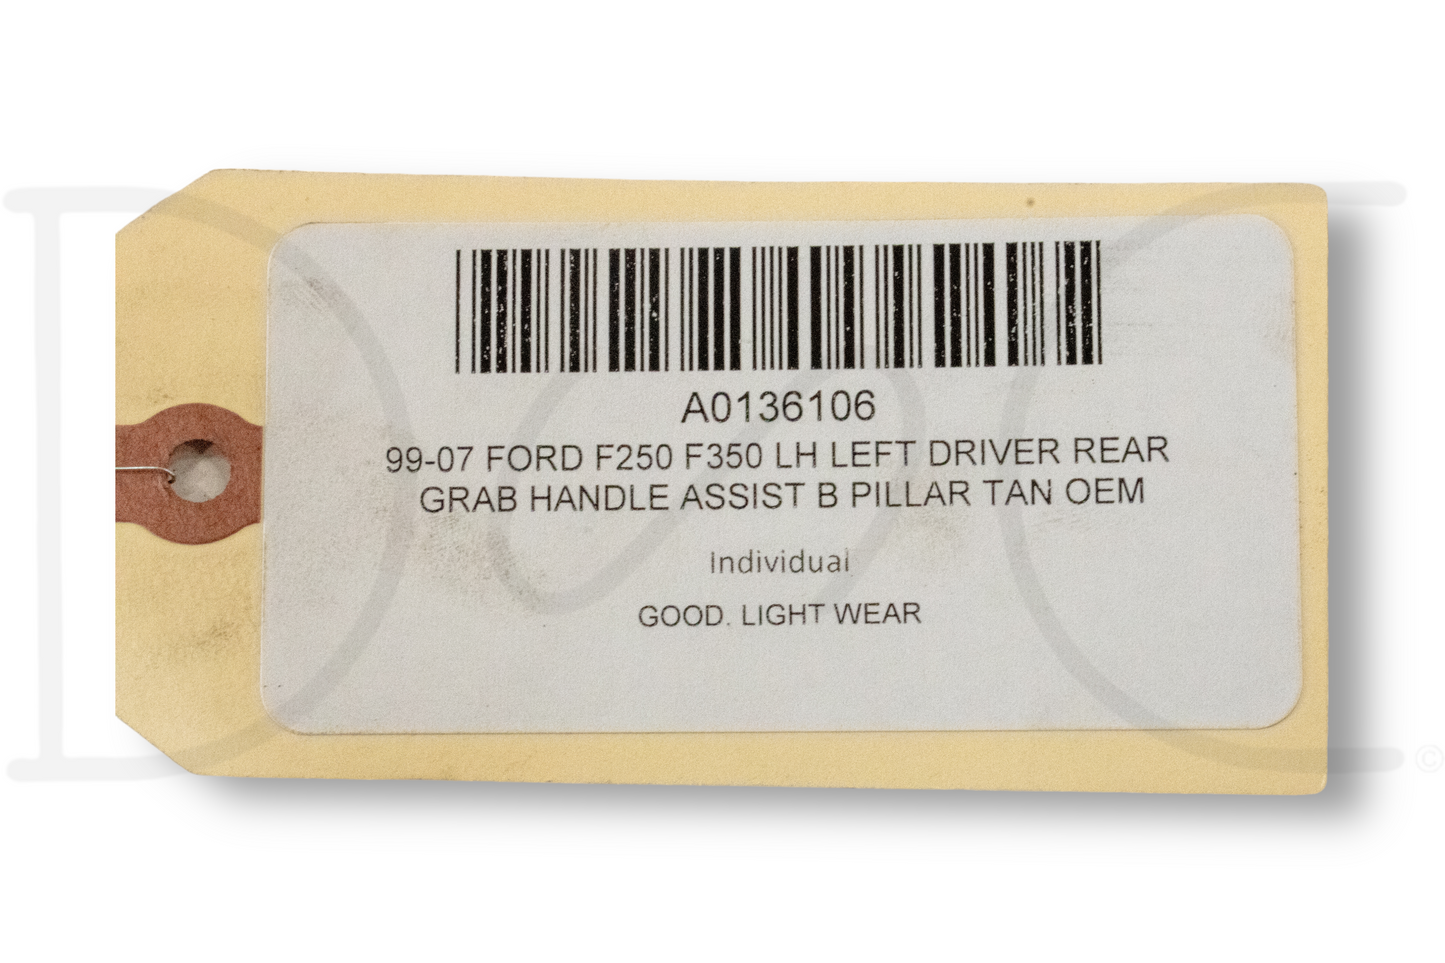 A0136106
99-07 FORD F250 F350 LH LEFT DRIVER REAR
GRAB HANDLE ASSIST B PILLAR TAN OEM
Individual
GOOD. LIGHT WEAR
©